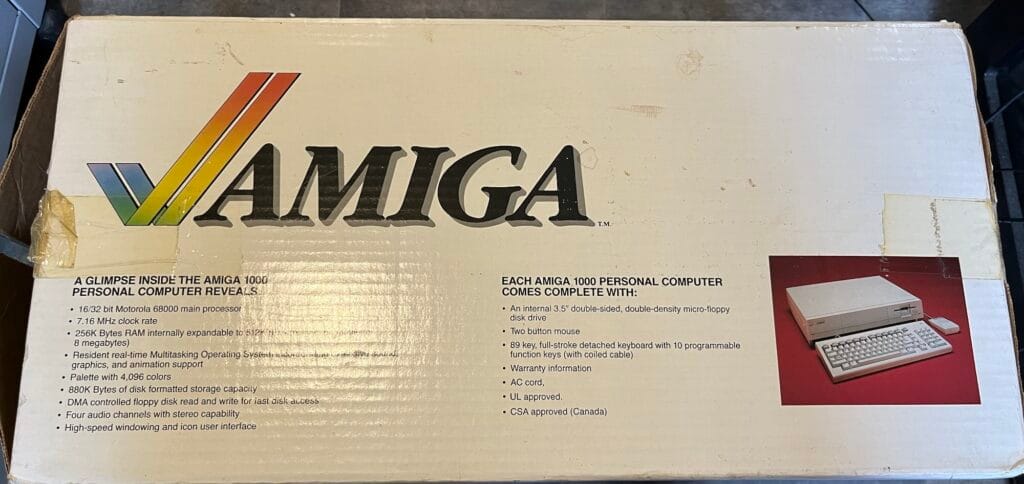 AMIGA
T.M.
A GLIMPSE INSIDE THE AMIGA 1000
PERSONAL COMPUTER REVEALS
• 16/32 bit Motorola 68000 main processor
• 7.16 MHz clock rate
• 256K Bytes RAM internally expandable to 512K
8 megabytes)
• Resident real-time Multitasking Operating System
graphics, and animation support
• Palette with 4,096 colors
• 880K Bytes of disk formatted storage capacity
• DMA controlled floppy disk read and write for fast disk access
• Four audio channels with stereo capability
• High-speed windowing and icon user interface
EACH AMIGA 1000 PERSONAL COMPUTER
COMES COMPLETE WITH:
• An internal 3.5" double-sided, double-density micro-floppy
disk drive
• Two button mouse
• 89 key, full-stroke detached keyboard with 10 programmable
function keys (with coiled cable)
• Warranty information
• AC cord,
• UL approved.
• CSA approved (Canada)